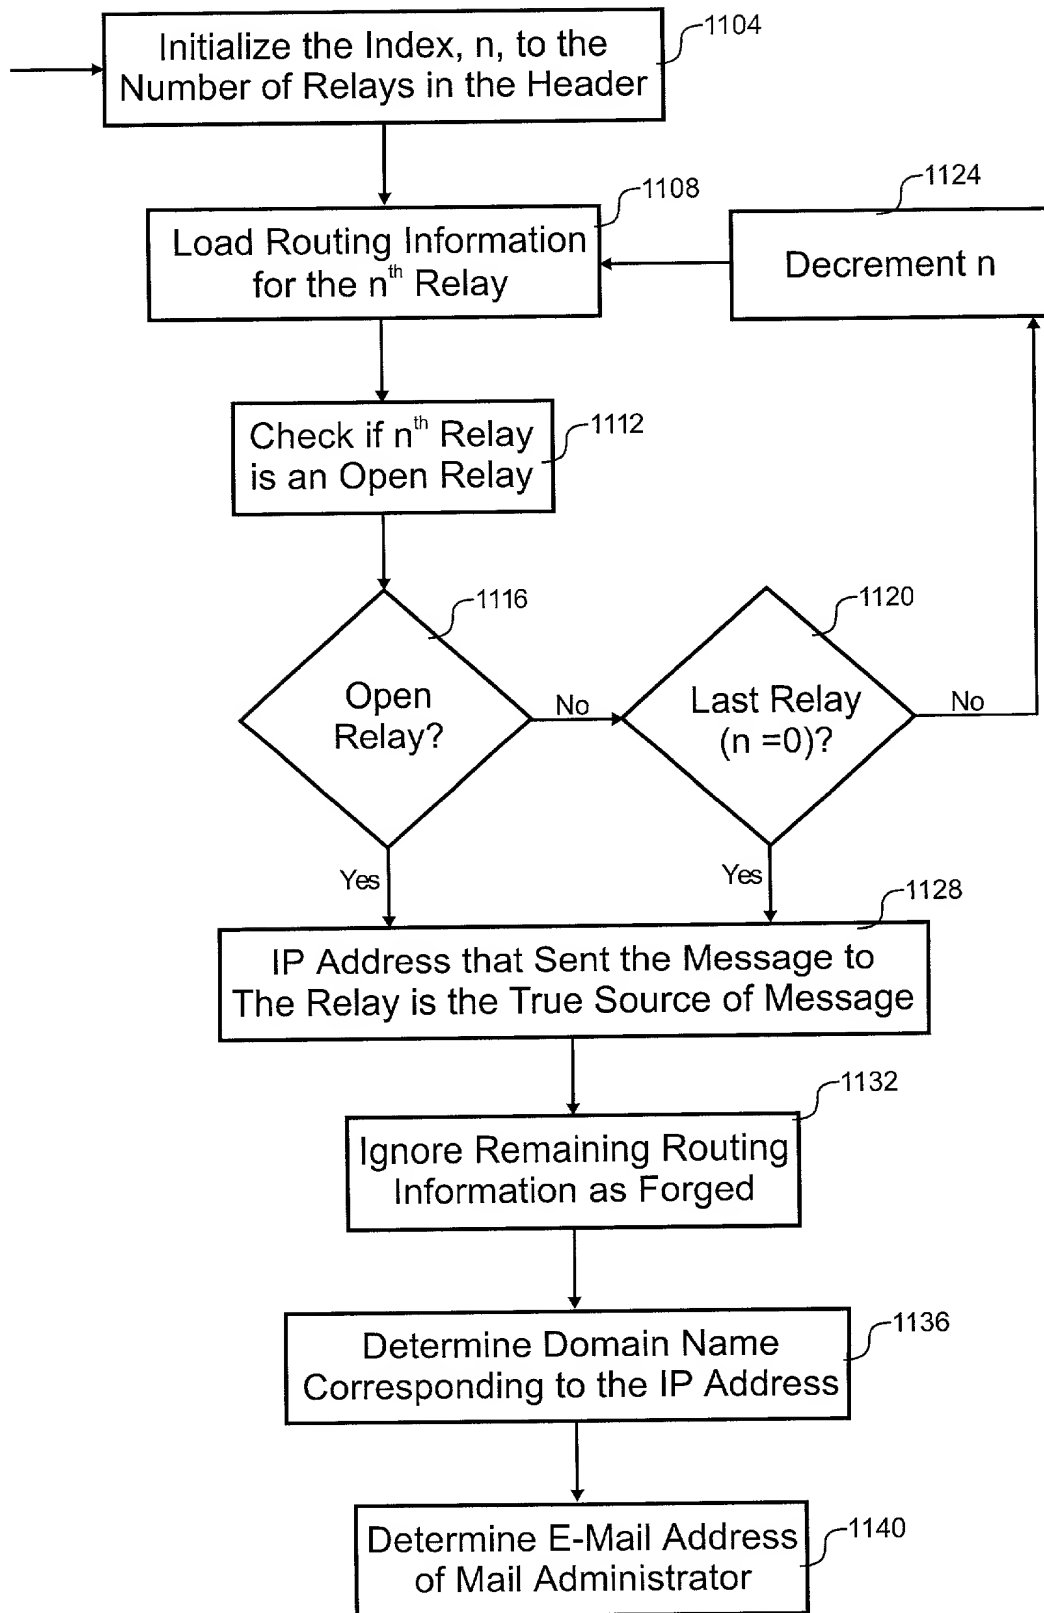 Initialize the Index, n, to the
Number of Relays in the Header
1104
Load Routing Information
for the nth Relay
1108
Decrement n
1124
Check if nth Relay
is an Open Relay
1112
Open
Relay?
1116
No
Last Relay
(n =0)?
1120
No
Yes
Yes
IP Address that Sent the Message to
The Relay is the True Source of Message
1128
Ignore Remaining Routing
Information as Forged
1132
Determine Domain Name
Corresponding to the IP Address
1136
Determine E-Mail Address
of Mail Administrator
1140